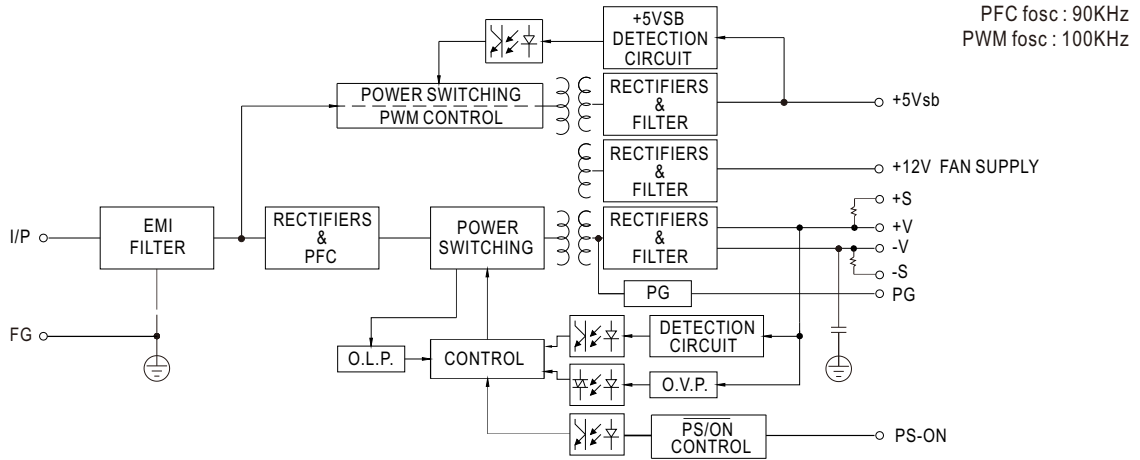 PFC fosc : 90KHz
PWM fosc : 100KHz
+5VSB
DETECTION
CIRCUIT
POWER SWITCHING
PWM CONTROL
RECTIFIERS
&
FILTER
+5Vsb
RECTIFIERS
&
FILTER
+12V FAN SUPPLY
I/P
EMI
FILTER
RECTIFIERS
&
PFC
POWER
SWITCHING
RECTIFIERS
&
FILTER
+S
+V
-V
-S
PG
PG
FG
O.L.P.
CONTROL
DETECTION
CIRCUIT
O.V.P.
PS/ON
CONTROL
PS-ON